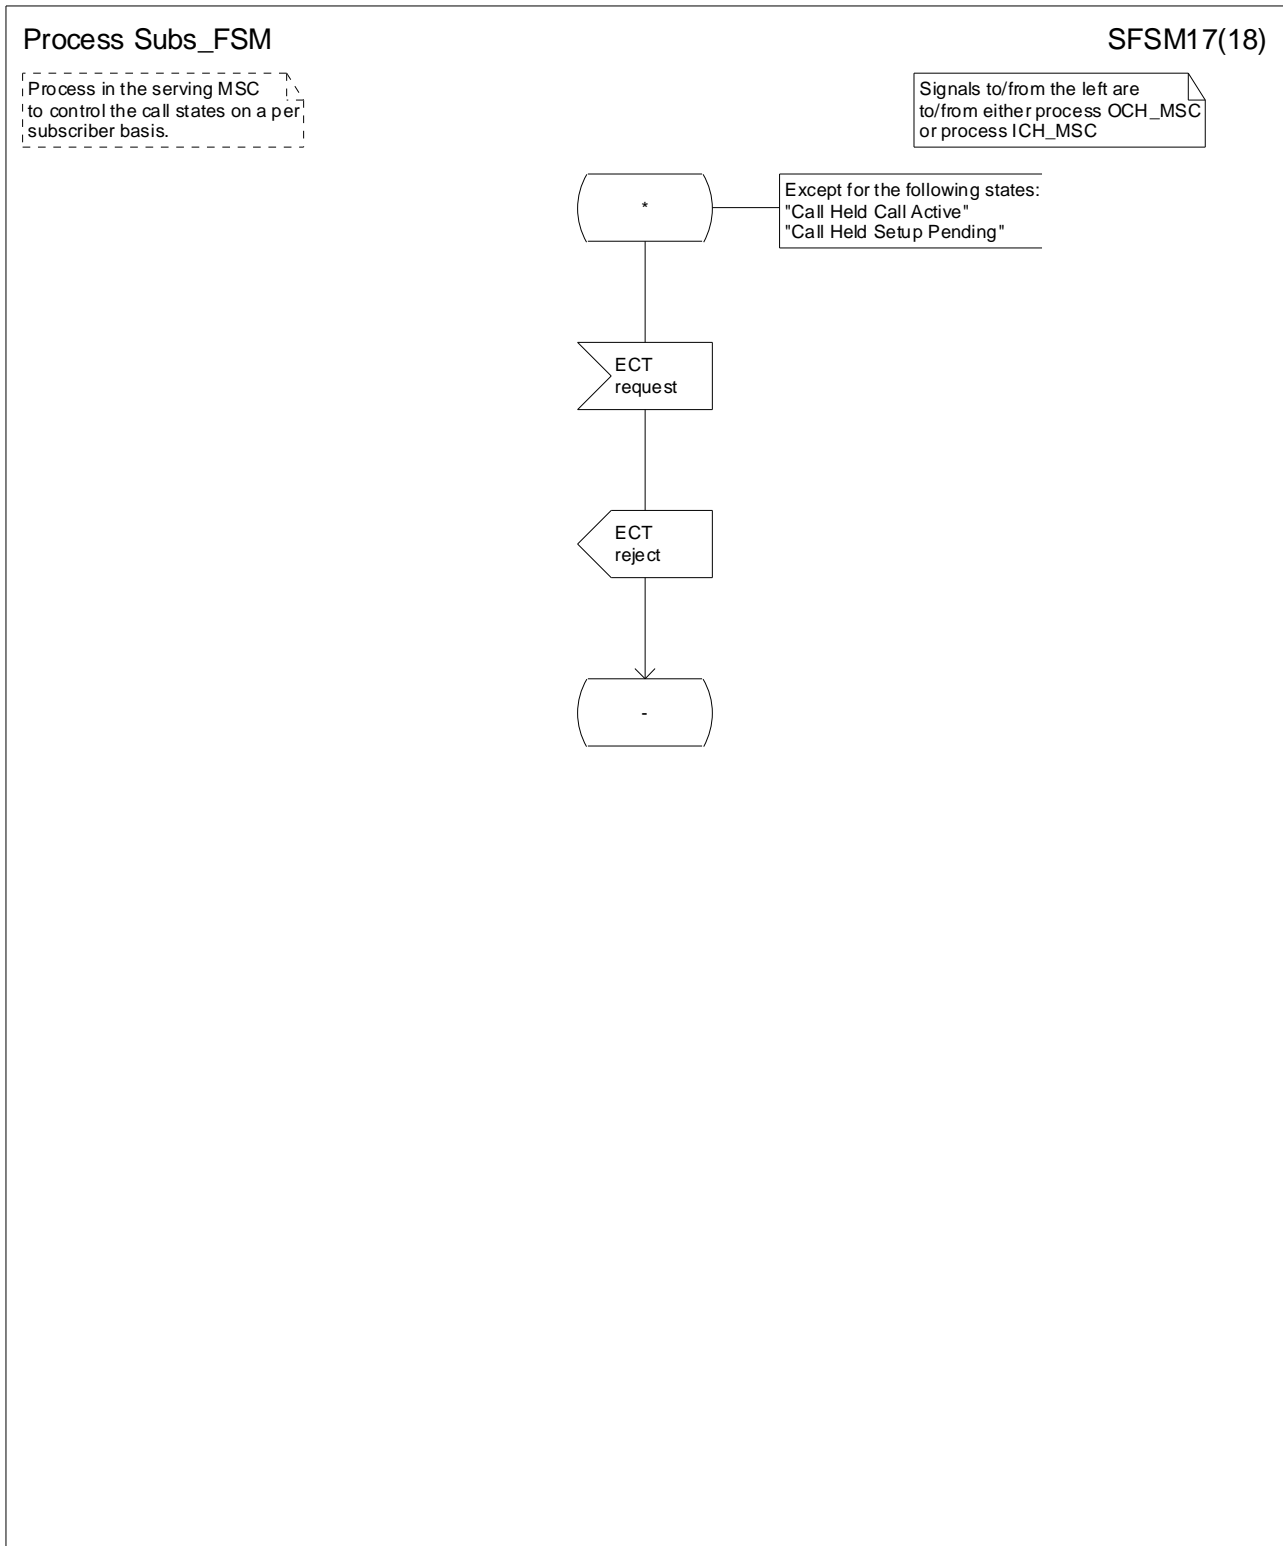 Process Subs_FSM
SFSM17(18)
Process in the serving MSC
to control the call states on a per
subscriber basis.
Signals to/from the left are
to/from either process OCH_MSC
or process ICH_MSC
*
Except for the following states:
"Call Held Call Active"
"Call Held Setup Pending"
ECT
request
ECT
reject
-